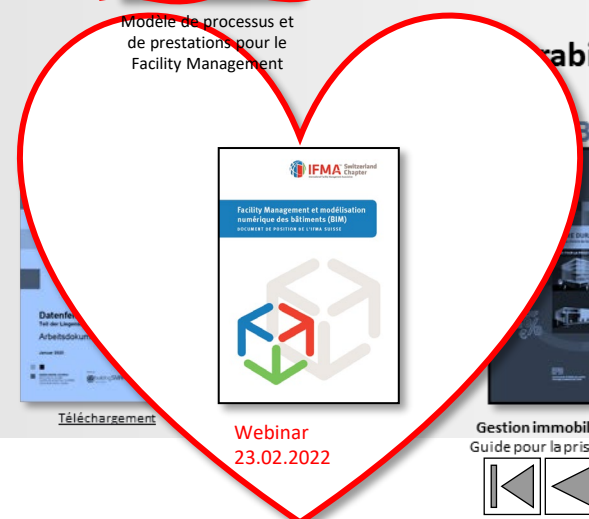 Modèle de processus et
de prestations pour le
Facility Management
IFMA Switzerland
Chapter
Facility Management et modélisation
numérique des bâtiments (BIM)
DOCUMENT DE POSITION DE L'IFMA SUISSE
Arbeitsdokum
Januar 2020
Téléchargement
Webinar
23.02.2022
Gestion immobil
Guide pour la pris